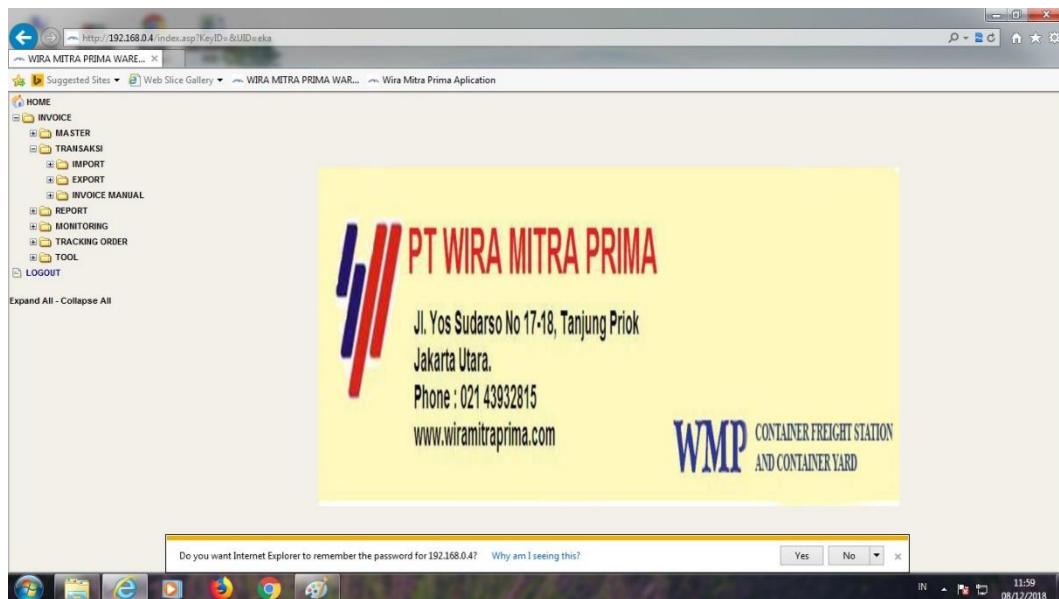 http://192.168.0.4/index.asp?KeyID=&UID=eka
WIRA MITRA PRIMA WARE...
Suggested Sites
Web Slice Gallery
WIRA MITRA PRIMA WAR...
Wira Mitra Prima Aplication
HOME
INVOICE
MASTER
TRANSAKSI
IMPORT
EXPORT
INVOICE MANUAL
REPORT
MONITORING
TRACKING ORDER
TOOL
LOGOUT
Expand All - Collapse All
PT WIRA MITRA PRIMA
Jl. Yos Sudarso No 17-18, Tanjung Priok
Jakarta Utara.
Phone : 021 43932815
www.wiramitraprima.com
WMP
CONTAINER FREIGHT STATION
AND CONTAINER YARD
Do you want Internet Explorer to remember the password for 192.168.0.4? Why am I seeing this?
Yes
No
IN
11:59
08/12/2018